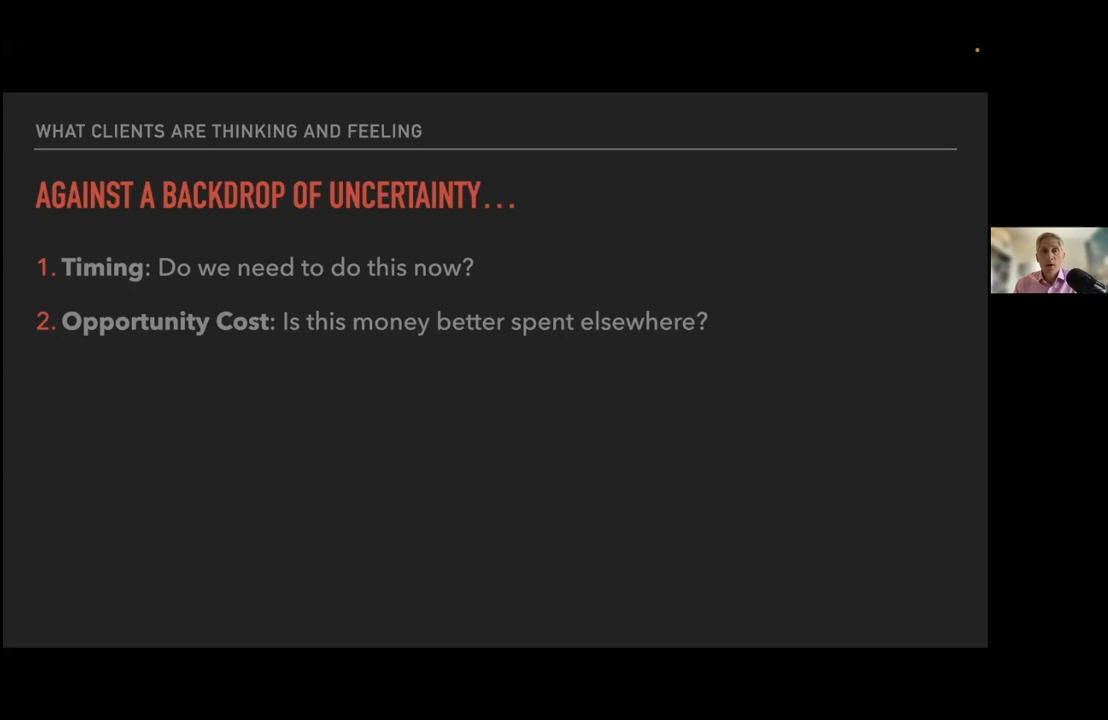 WHAT CLIENTS ARE THINKING AND FEELING
AGAINST A BACKDROP OF UNCERTAINTY...
1. Timing: Do we need to do this now?
2. Opportunity Cost: Is this money better spent elsewhere?